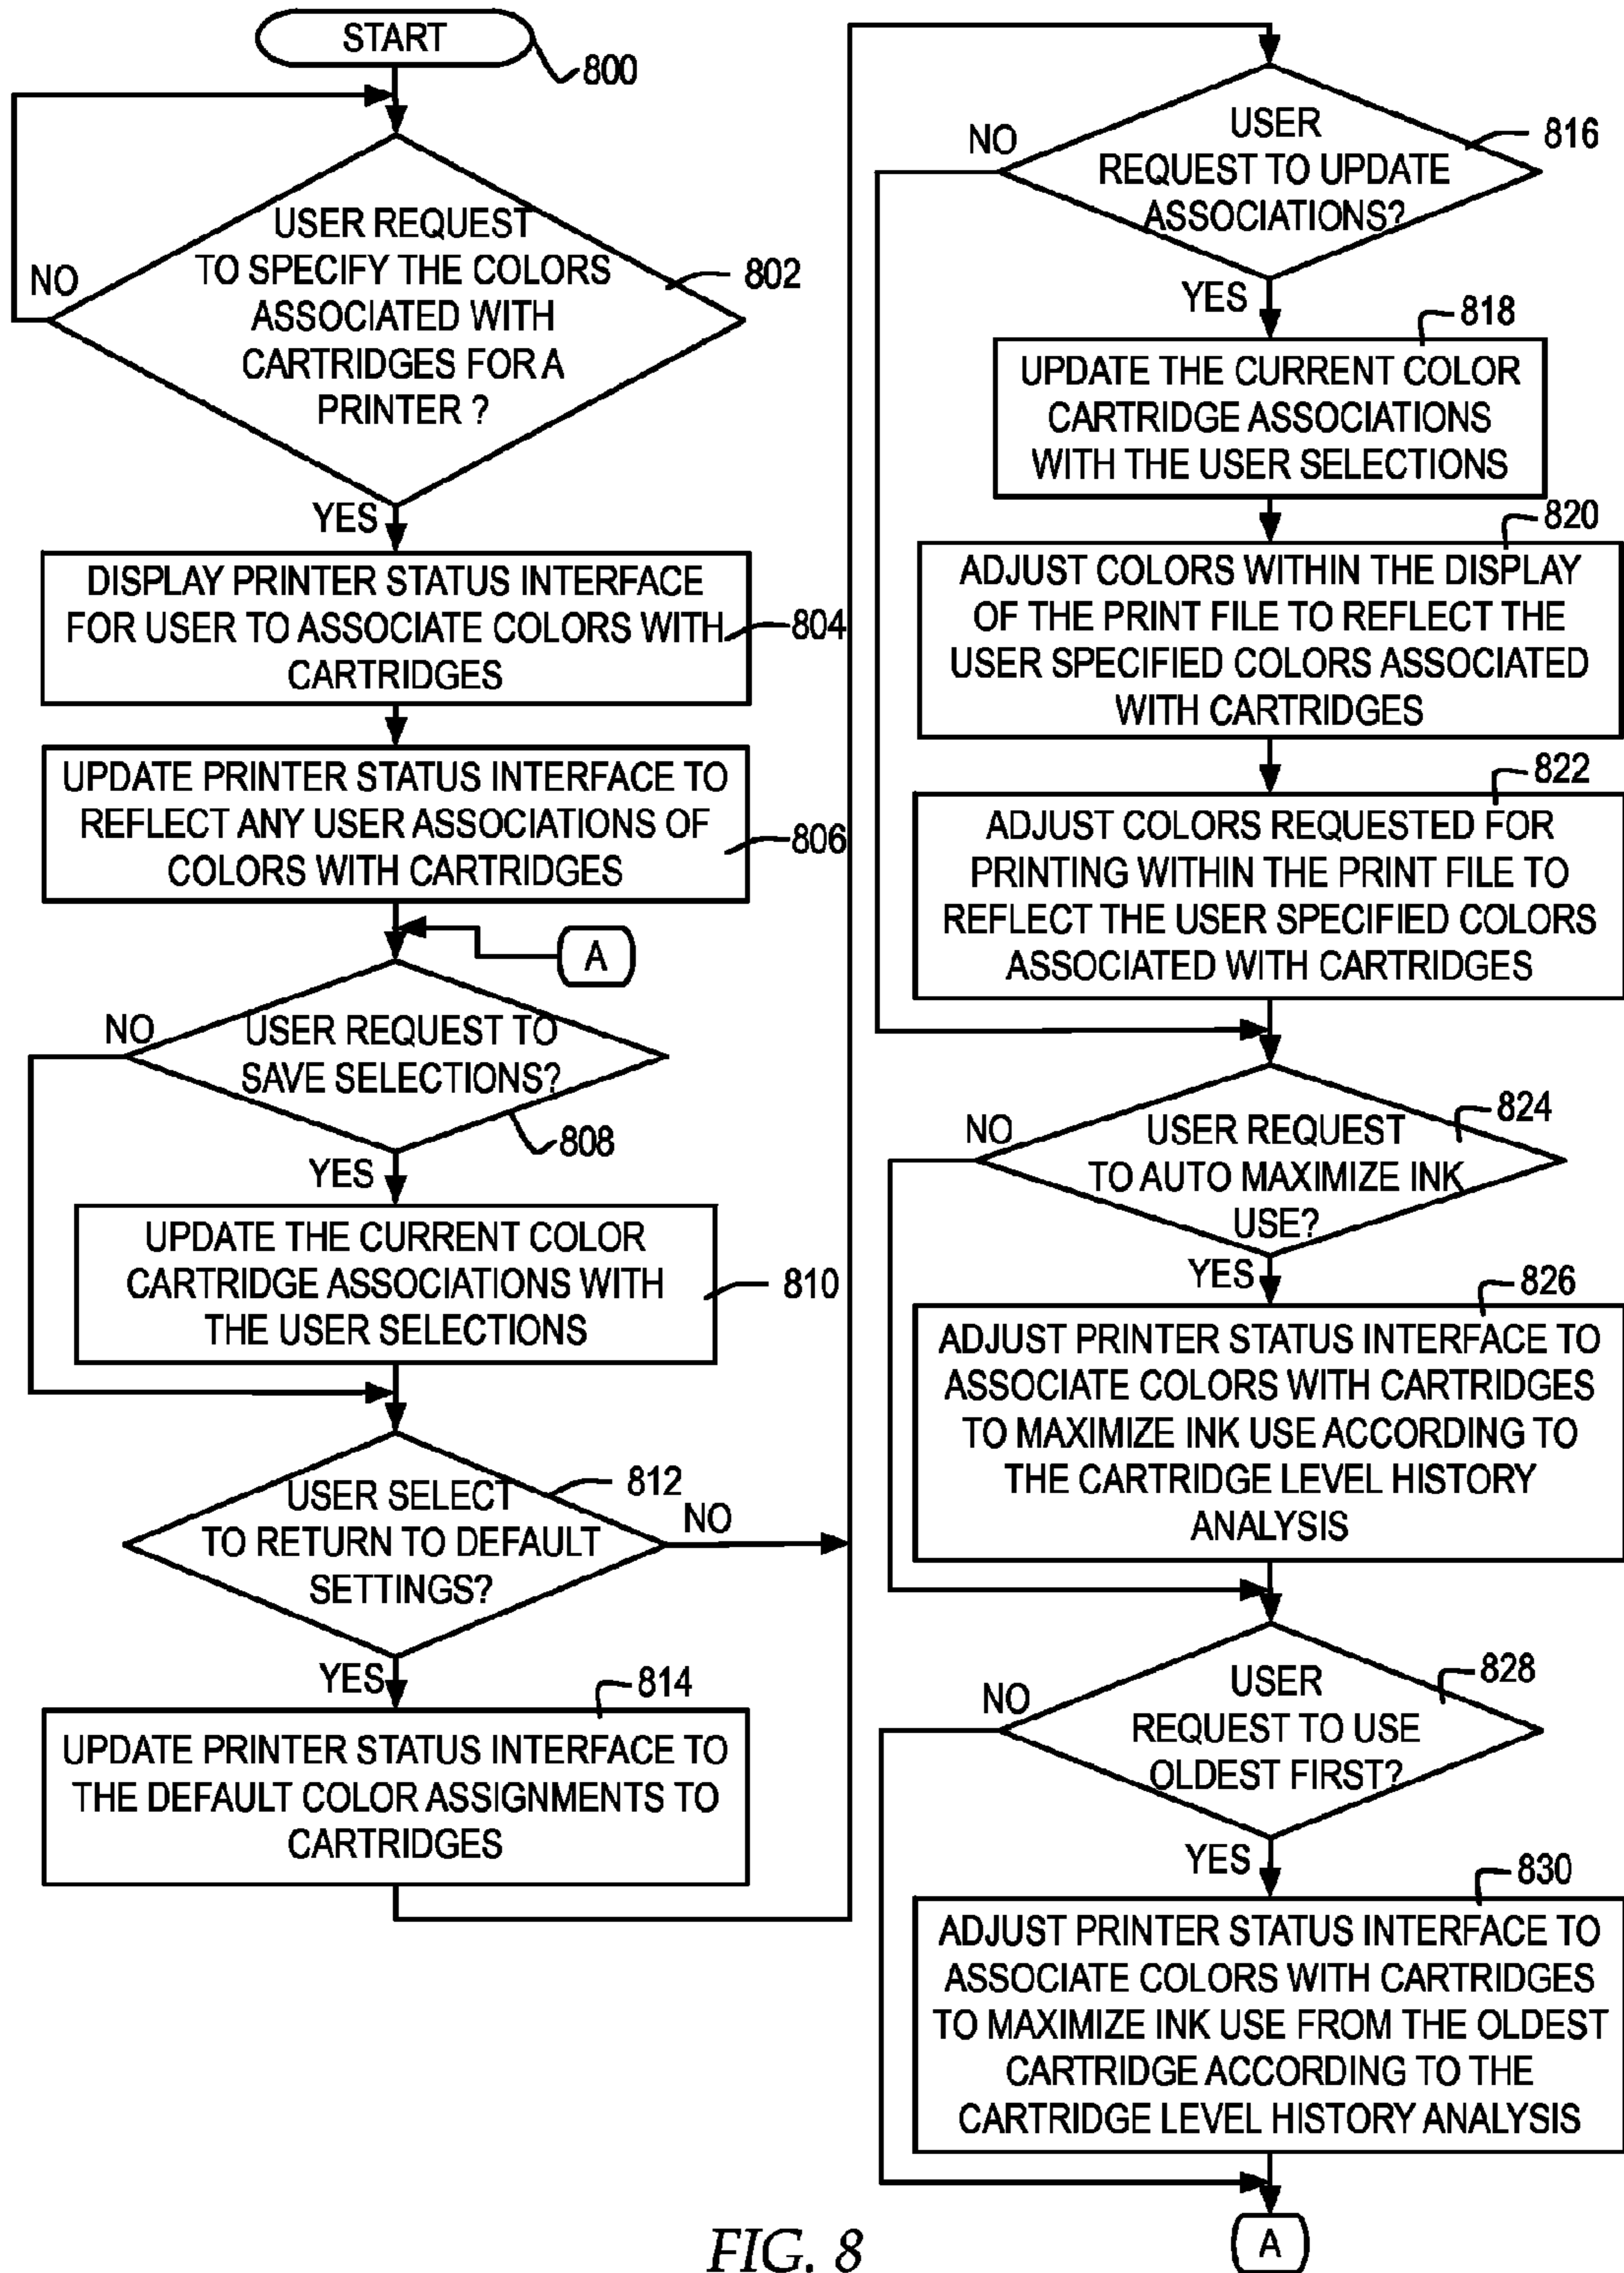 START
800
USER REQUEST
TO SPECIFY THE COLORS
ASSOCIATED WITH
CARTRIDGES FOR A
PRINTER ?
802
NO
YES
DISPLAY PRINTER STATUS INTERFACE
FOR USER TO ASSOCIATE COLORS WITH
CARTRIDGES
804
UPDATE PRINTER STATUS INTERFACE TO
REFLECT ANY USER ASSOCIATIONS OF
COLORS WITH CARTRIDGES
806
A
USER REQUEST TO
SAVE SELECTIONS?
808
NO
YES
UPDATE THE CURRENT COLOR
CARTRIDGE ASSOCIATIONS WITH
THE USER SELECTIONS
810
USER SELECT
TO RETURN TO DEFAULT
SETTINGS?
812
NO
YES
814
UPDATE PRINTER STATUS INTERFACE TO
THE DEFAULT COLOR ASSIGNMENTS TO
CARTRIDGES
USER
REQUEST TO UPDATE
ASSOCIATIONS?
816
NO
YES
818
UPDATE THE CURRENT COLOR
CARTRIDGE ASSOCIATIONS
WITH THE USER SELECTIONS
820
ADJUST COLORS WITHIN THE DISPLAY
OF THE PRINT FILE TO REFLECT THE
USER SPECIFIED COLORS ASSOCIATED
WITH CARTRIDGES
822
ADJUST COLORS REQUESTED FOR
PRINTING WITHIN THE PRINT FILE TO
REFLECT THE USER SPECIFIED COLORS
ASSOCIATED WITH CARTRIDGES
USER REQUEST
TO AUTO MAXIMIZE INK
USE?
824
NO
YES
826
ADJUST PRINTER STATUS INTERFACE TO
ASSOCIATE COLORS WITH CARTRIDGES
TO MAXIMIZE INK USE ACCORDING TO
THE CARTRIDGE LEVEL HISTORY
ANALYSIS
USER
REQUEST TO USE
OLDEST FIRST?
828
NO
YES
830
ADJUST PRINTER STATUS INTERFACE TO
ASSOCIATE COLORS WITH CARTRIDGES
TO MAXIMIZE INK USE FROM THE OLDEST
CARTRIDGE ACCORDING TO THE
CARTRIDGE LEVEL HISTORY ANALYSIS
A
FIG. 8